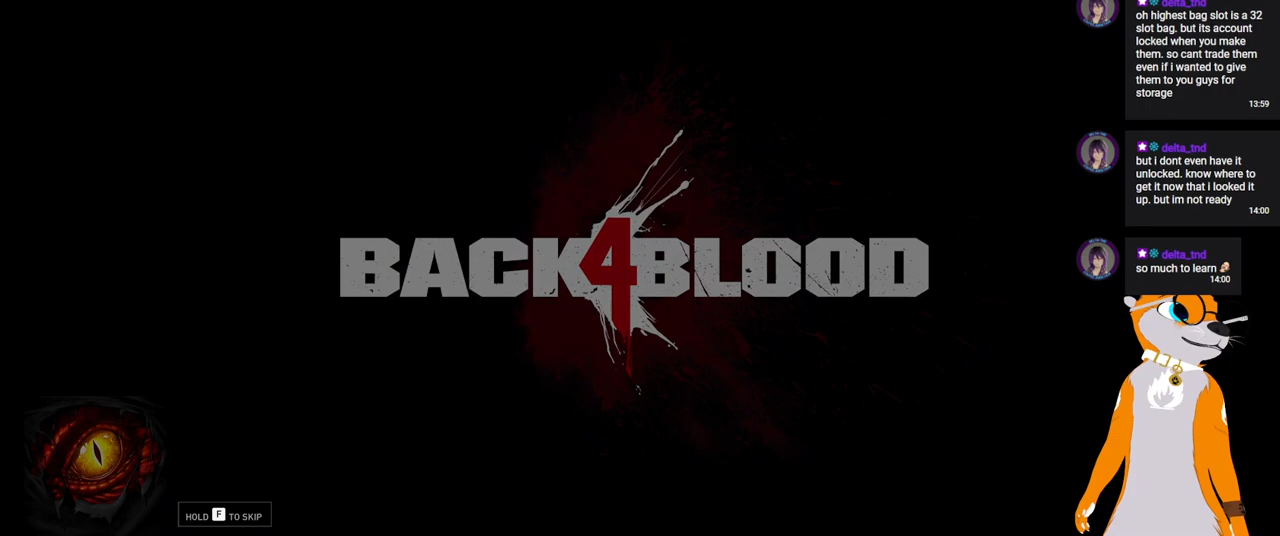 delta_tnd
oh highest bag slot is a 32
slot bag. but its account
locked when you make
them. so cant trade them
even if i wanted to give
them to you guys for
storage
13:59
delta_tnd
but i dont even have it
unlocked. know where to
get it now that i looked it
up. but im not ready
14:00
delta_tnd
so much to learn
14:00
BACK4BLOOD
HOLD F TO SKIP